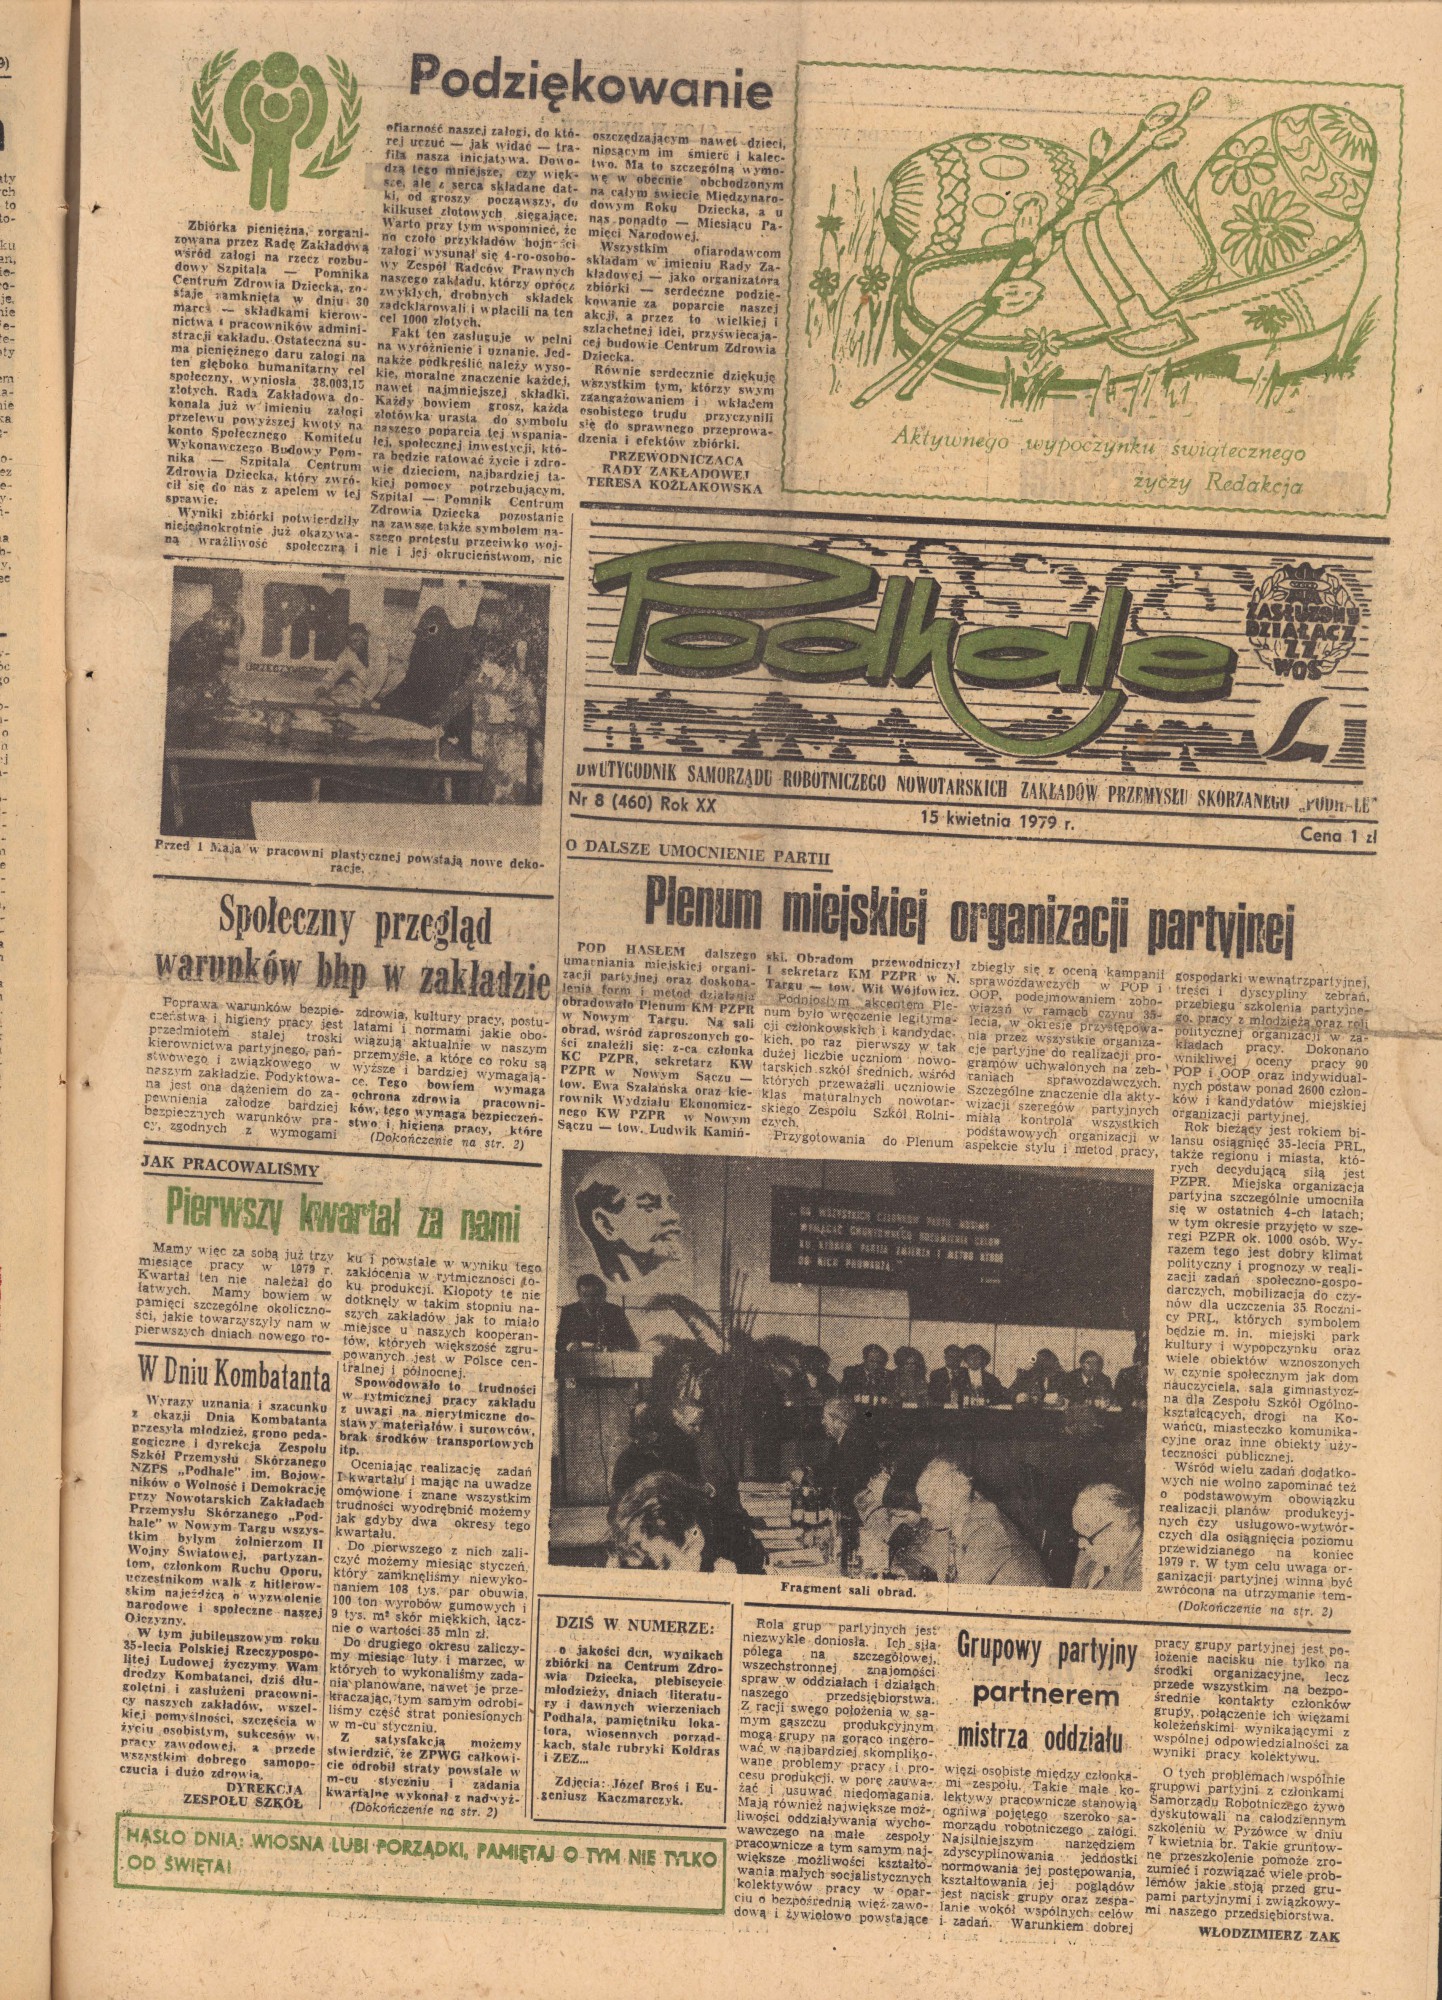 Podziękowanie
Zbiórka pieniężna, zorgani-
zowana przez Radę Zakładową
wśród załogi na rzecz rozbu-
dowy Szpitala — Pomnika
Centrum Zdrowia Dziecka, zo-
staje zamknięta w dniu 30
marca — składkami kierow-
nictwa i pracowników admini-
stracji zakładu. Ostateczna su-
ma pieniężnego daru załogi na
ten głęboko humanitarny cel
społeczny, wyniosła 38.003,15
złotych. Rada Zakładowa do-
konała już w imieniu załogi
przelewu powyższej kwoty na
konto Społecznego Komitetu
Wykonawczego Budowy Pom-
nika — Szpitala Centrum
Zdrowia Dziecka, który zwró-
cił się do nas z apelem w tej
sprawie.
Wyniki zbiórki potwierdziły
niejednokrotnie już okazywa-
ną wrażliwość społeczną i
ofiarność naszej załogi, do któ-
rej uczuć — jak widać — tra-
fiła nasza inicjatywa. Dowo-
dzą tego mniejsze, czy więk-
sze, ale z serca składane dat-
ki, od groszy począwszy, do
kilkuset złotowych sięgające.
Warto przy tym wspomnieć, że
na czoło przykładów hojności
załogi wysunął się 4-ro-osobo-
wy Zespół Radców Prawnych
naszego zakładu, którzy oprócz
zwykłych, drobnych składek
zadeklarowali i wpłacili na ten
cel 1000 złotych.
Fakt ten zasługuje w pełni
na wyróżnienie i uznanie. Jed-
nakże podkreślić należy wyso-
kie, moralne znaczenie każdej,
nawet najmniejszej składki.
Każdy bowiem grosz, każda
złotówka urasta do symbolu
naszego poparcia tej wspania-
łej, społecznej inwestycji, któ-
ra będzie ratować życie i zdro-
wie dzieciom, najbardziej ta-
kiej pomocy potrzebującym.
Szpital — Pomnik Centrum
Zdrowia Dziecka pozostanie
na zawsze także symbolem na-
szego protestu przeciwko woj-
nie i jej okrucieństwom, nie
oszczędzającym nawet dzieci,
niosącym im śmierć i kalec-
two. Ma to szczególną wymo-
wę w obecnie obchodzonym
na całym świecie Międzynaro-
dowym Roku Dziecka, a u
nas ponadto — Miesiącu Pa-
mięci Narodowej.
Wszystkim ofiarodawcom
składam w imieniu Rady Za-
kładowej — jako organizatora
zbiórki — serdeczne podzię-
kowanie za poparcie naszej
akcji, a przez to wielkiej i
szlachetnej idei, przyświecają-
cej budowie Centrum Zdrowia
Dziecka.
Równie serdecznie dziękuję
wszystkim tym, którzy swym
zaangażowaniem i wkładem
osobistego trudu przyczynili
się do sprawnego przeprowa-
dzenia i efektów zbiórki.
PRZEWODNICZĄCA
RADY ZAKŁADOWEJ
TERESA KOŹLAKOWSKA
Aktywnego wypoczynku świątecznego
życzy Redakcja
Podhale
ZASŁUŻONY
DZIAŁACZ
ZZ
WOS
DWUTYGODNIK SAMORZĄDU ROBOTNICZEGO NOWOTARSKICH ZAKŁADÓW PRZEMYSŁU SKÓRZANEGO „PODHALE”
Nr 8 (460) Rok XX
15 kwietnia 1979 r.
Cena 1 zł
Przed 1 Maja w pracowni plastycznej powstają nowe deko-
racje.
Społeczny przegląd
warunków bhp w zakładzie
Poprawa warunków bezpie-
czeństwa i higieny pracy jest
przedmiotem stałej troski
kierownictwa partyjnego, pań-
stwowego i związkowego w
naszym zakładzie. Podyktowa-
na jest ona dążeniem do za-
pewnienia załodze bardziej
bezpiecznych warunków pra-
cy, zgodnych z wymogami
zdrowia, kultury pracy, postu-
latami i normami jakie obo-
wiązują aktualnie w naszym
przemyśle, a które co roku są
wyższe i bardziej wymagają-
ce. Tego bowiem wymaga
ochrona zdrowia pracowni-
ków, tego wymaga bezpieczeń-
stwo i higiena pracy, które
(Dokończenie na str. 2)
JAK PRACOWALIŚMY
Pierwszy kwartał za nami
Mamy więc za sobą już trzy
miesiące pracy w 1979 r.
Kwartał ten nie należał do
łatwych. Mamy bowiem w
pamięci szczególne okoliczno-
ści, jakie towarzyszyły nam w
pierwszych dniach nowego ro-
ku i powstałe w wyniku tego
zakłócenia w rytmiczności to-
ku produkcji. Kłopoty te nie
dotknęły w takim stopniu na-
szych zakładów jak to miało
miejsce u naszych kooperan-
tów, których większość zgru-
powanych jest w Polsce cen-
tralnej i północnej.
Spowodowało to trudności
w rytmicznej pracy zakładu
z uwagi na nierytmiczne do-
stawy materiałów i surowców,
brak środków transportowych
itp.
Oceniając realizację zadań
I kwartału i mając na uwadze
omówione i znane wszystkim
trudności wyodrębnić możemy
jak gdyby dwa okresy tego
kwartału.
Do pierwszego z nich zali-
czyć możemy miesiąc styczeń,
który zamknęliśmy niewyko-
naniem 108 tys. par obuwia,
100 ton wyrobów gumowych i
9 tys. m² skór miękkich, łącz-
nie o wartości 35 mln zł.
Do drugiego okresu zaliczy-
my miesiąc luty i marzec, w
których to wykonaliśmy zada-
nia planowane, nawet je prze-
kraczając, tym samym odrobi-
liśmy część strat poniesionych
w m-cu styczniu.
Z satysfakcją możemy
stwierdzić, że ZPWG całkowi-
cie odrobił straty powstałe w
m-cu styczniu i zadania
kwartalne wykonał z nadwyż-
(Dokończenie na str. 2)
W Dniu Kombatanta
Wyrazy uznania i szacunku
z okazji Dnia Kombatanta
przesyła młodzież, grono peda-
gogiczne i dyrekcja Zespołu
Szkół Przemysłu Skórzanego
NZPS „Podhale” im. Bojow-
ników o Wolność i Demokrację
przy Nowotarskich Zakładach
Przemysłu Skórzanego „Pod-
hale” w Nowym Targu wszys-
tkim byłym żołnierzom II
Wojny Światowej, partyzan-
tom, członkom Ruchu Oporu,
uczestnikom walk z hitlerow-
skim najeźdźcą o wyzwolenie
narodowe i społeczne naszej
Ojczyzny.
W tym jubileuszowym roku
35-lecia Polskiej Rzeczypospo-
litej Ludowej życzymy Wam
drodzy Kombatanci, dziś dłu-
goletni i zasłużeni pracowni-
cy naszych zakładów, wszel-
kiej pomyślności, szczęścia w
życiu osobistym, sukcesów w
pracy zawodowej, a przede
wszystkim dobrego samopo-
czucia i dużo zdrowia.
DYREKCJA
ZESPOŁU SZKÓŁ
O DALSZE UMOCNIENIE PARTII
Plenum miejskiej organizacji partyjnej
POD HASŁEM dalszego
umacniania miejskiej organi-
zacji partyjnej oraz doskona-
lenia form i metod działania
obradowało Plenum KM PZPR
w Nowym Targu. Na sali
obrad, wśród zaproszonych go-
ści znaleźli się: z-ca członka
KC PZPR, sekretarz KW
PZPR w Nowym Sączu —
tow. Ewa Szalańska oraz kie-
rownik Wydziału Ekonomicz-
nego KW PZPR w Nowym
Sączu — tow. Ludwik Kamiń-
ski. Obradom przewodniczył
I sekretarz KM PZPR w N.
Targu — tow. Wit Wójtowicz.
Podniosłym akcentem Ple-
num było wręczenie legityma-
cji członkowskich i kandydac-
kich, po raz pierwszy w tak
dużej liczbie uczniom nowo-
tarskich szkół średnich, wśród
których przeważali uczniowie
klas maturalnych nowotar-
skiego Zespołu Szkół Rolni-
czych.
Przygotowania do Plenum
zbiegły się z oceną kampanii
sprawozdawczych w POP i
OOP, podejmowaniem zobo-
wiązań w ramach czynu 35-
lecia, w okresie przystępowa-
nia przez wszystkie organiza-
cje partyjne do realizacji pro-
gramów uchwalonych na zeb-
raniach sprawozdawczych.
Szczególne znaczenie dla akty-
wizacji szeregów partyjnych
miała kontrola wszystkich
podstawowych organizacji w
aspekcie stylu i metod pracy,
gospodarki wewnątrzpartyjnej,
treści i dyscypliny zebrań,
przebiegu szkolenia partyjne-
go, pracy z młodzieżą oraz roli
politycznej organizacji w za-
kładach pracy. Dokonano
wnikliwej oceny pracy 90
POP i OOP oraz indywidual-
nych postaw ponad 2600 człon-
ków i kandydatów miejskiej
organizacji partyjnej.
Rok bieżący jest rokiem bi-
lansu osiągnięć 35-lecia PRL,
także regionu i miasta, któ-
rych decydującą siłą jest
PZPR. Miejska organizacja
partyjna szczególnie umocniła
się w ostatnich 4-ch latach;
w tym okresie przyjęto w sze-
regi PZPR ok. 1000 osób. Wy-
razem tego jest dobry klimat
polityczny i prognozy w reali-
zacji zadań społeczno-gospo-
darczych, mobilizacja do czy-
nów dla uczczenia 35 Roczni-
cy PRL, których symbolem
będzie m. in. miejski park
kultury i wypoczynku oraz
wiele obiektów wznoszonych
w czynie społecznym jak dom
nauczyciela, sala gimnastycz-
na dla Zespołu Szkół Ogólno-
kształcących, drogi na Ko-
wańcu, miasteczko komunika-
cyjne oraz inne obiekty uży-
teczności publicznej.
Wśród wielu zadań dodatko-
wych nie wolno zapominać też
o podstawowym obowiązku
realizacji planów produkcyj-
nych czy usługowo-wytwór-
czych dla osiągnięcia poziomu
przewidzianego na koniec
1979 r. W tym celu uwaga or-
ganizacji partyjnej winna być
zwrócona na utrzymanie tem-
(Dokończenie na str. 2)
Fragment sali obrad.
DZIŚ W NUMERZE:
o jakości dcn, wynikach
zbiórki na Centrum Zdro-
wia Dziecka, plebiscycie
młodzieży, dniach literatu-
ry i dawnych wierzeniach
Podhala, pamiętniku loka-
tora, wiosennych porząd-
kach, stałe rubryki Kołdras
i ZEZ...
Zdjęcia: Józef Broś i Eu-
geniusz Kaczmarczyk.
Grupowy partyjny
partnerem
mistrza oddziału
Rola grup partyjnych jest
niezwykle doniosła. Ich siła
polega na szczegółowej,
wszechstronnej znajomości
spraw w oddziałach i działach
naszego przedsiębiorstwa.
Z racji swego położenia w sa-
mym gąszczu produkcyjnym
mogą grupy na gorąco ingero-
wać w najbardziej skompliko-
wane problemy pracy i pro-
cesu produkcji, w porę zauwa-
żać i usuwać niedomagania.
Mają również największe moż-
liwości oddziaływania wycho-
wawczego na małe zespoły
pracownicze a tym samym naj-
większe możliwości kształto-
wania małych socjalistycznych
kolektywów pracy w opar-
ciu o bezpośrednią więź zawo-
dową i żywiołowo powstające
więzi osobiste między członka-
mi zespołu. Takie małe ko-
lektywy pracownicze stanowią
ogniwa pojętego szeroko sa-
morządu robotniczego załogi.
Najsilniejszym narzędziem
zdyscyplinowania jednostki
normowania jej postępowania,
kształtowania jej poglądów
jest nacisk grupy oraz zespa-
lanie wokół wspólnych celów
i zadań. Warunkiem dobrej
pracy grupy partyjnej jest po-
łożenie nacisku nie tylko na
środki organizacyjne, lecz
przede wszystkim na bezpo-
średnie kontakty członków
grupy, połączenie ich więzami
koleżeńskimi wynikającymi z
wspólnej odpowiedzialności za
wyniki pracy kolektywu.
O tych problemach wspólnie
grupowi partyjni z członkami
Samorządu Robotniczego żywo
dyskutowali na całodziennym
szkoleniu w Pyzówce w dniu
7 kwietnia br. Takie gruntow-
ne przeszkolenie pomoże zro-
zumieć i rozwiązać wiele prob-
lemów jakie stoją przed gru-
pami partyjnymi i związkowy-
mi naszego przedsiębiorstwa.
WŁODZIMIERZ ZAK
HASŁO DNIA: WIOSNA LUBI PORZĄDKI, PAMIĘTAJ O TYM NIE TYLKO
OD ŚWIĘTA!